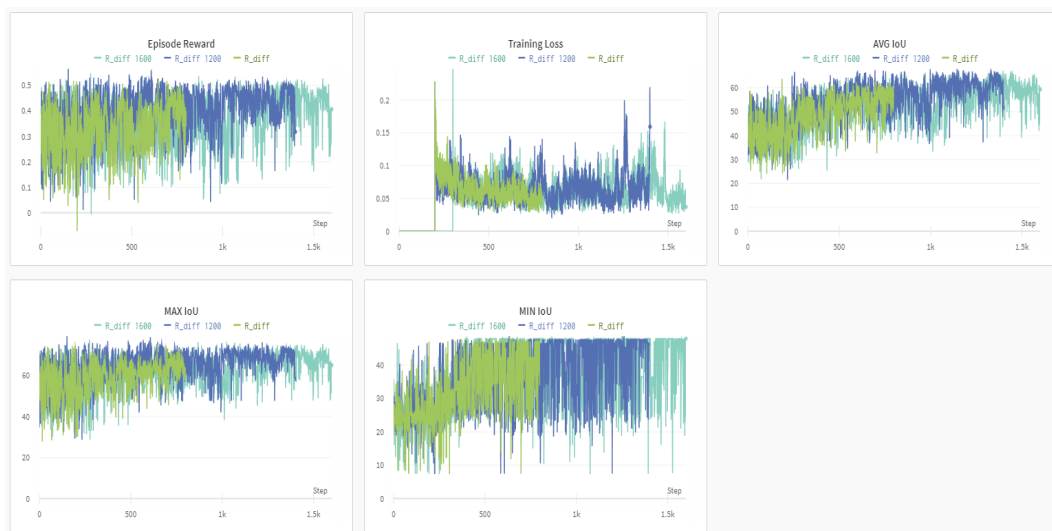 Episode Reward
R_diff 1600 R_diff 1200 R_diff
0.5
0.4
0.3
0.2
0.1
0
Step
0 500 1k 1.5k
Training Loss
R_diff 1600 R_diff 1200 R_diff
0.2
0.15
0.1
0.05
0
Step
0 500 1k 1.5k
AVG IoU
R_diff 1600 R_diff 1200 R_diff
60
50
40
30
20
10
0
Step
0 500 1k 1.5k
MAX IoU
R_diff 1600 R_diff 1200 R_diff
60
40
20
0
Step
0 500 1k 1.5k
MIN IoU
R_diff 1600 R_diff 1200 R_diff
40
30
20
10
0
Step
0 500 1k 1.5k